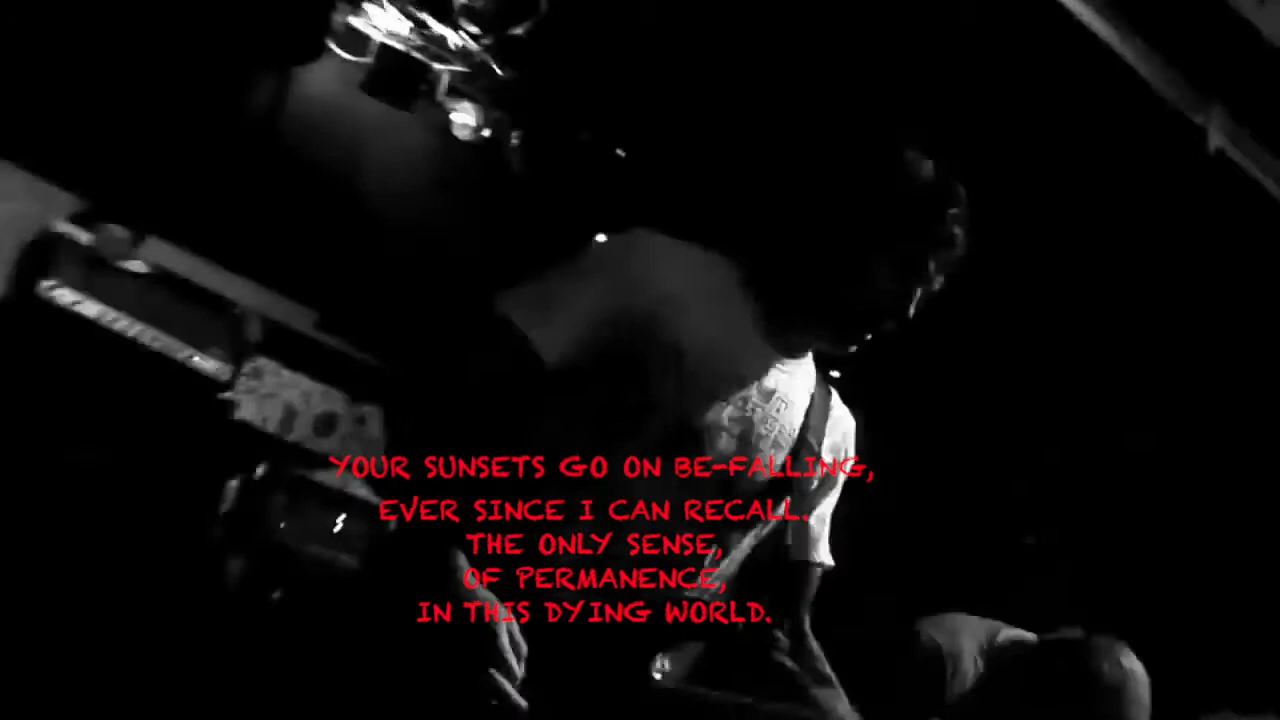 YOUR SUNSETS GO ON BE-FALLING,
EVER SINCE I CAN RECALL.
THE ONLY SENSE,
OF PERMANENCE,
IN THIS DYING WORLD.